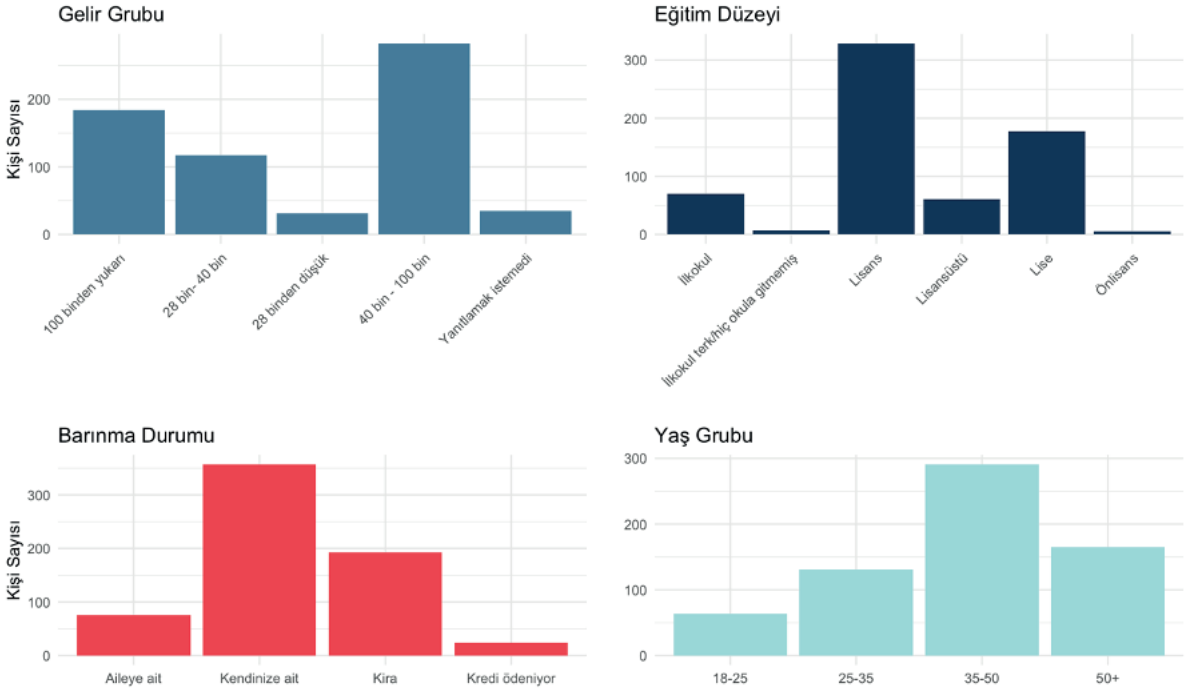 Gelir Grubu
Kişi Sayısı
200
100
0
100 binden yukarı
28 bin- 40 bin
28 binden düşük
40 bin - 100 bin
Yanıtlamak istemedi
Eğitim Düzeyi
300
200
100
0
İlkokul
İlkokul terk/hiç okula gitmemiş
Lisans
Lisansüstü
Lise
Önlisans
Barınma Durumu
Kişi Sayısı
300
200
100
0
Aileye ait
Kendinize ait
Kira
Kredi ödeniyor
Yaş Grubu
300
200
100
0
18-25
25-35
35-50
50+